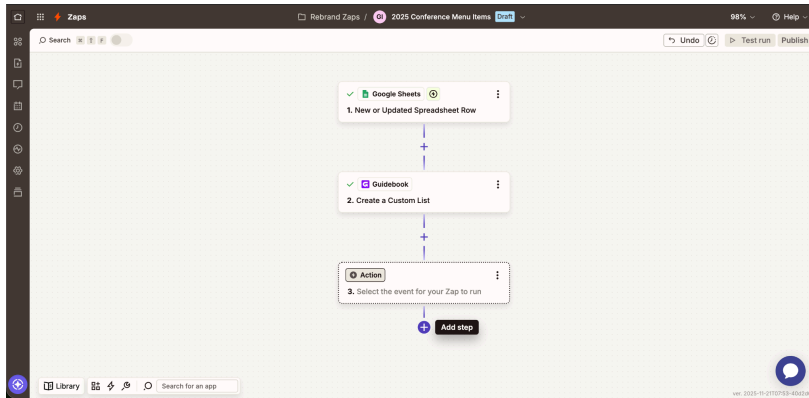 Zaps
Rebrand Zaps / GI 2025 Conference Menu Items Draft
98%
Help
Search ⌘ ⇧ F
Undo
Test run
Publish
Google Sheets
1. New or Updated Spreadsheet Row
Guidebook
2. Create a Custom List
Action
3. Select the event for your Zap to run
Add step
Library
Search for an app